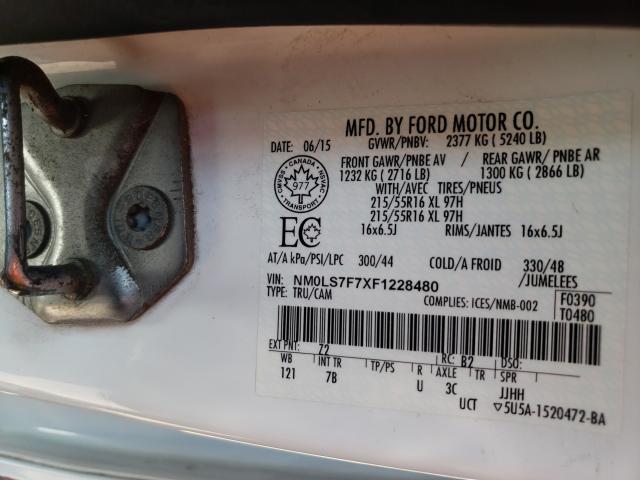 MFD. BY FORD MOTOR CO.
DATE: 06/15 GVWR/PNBV: 2377 KG ( 5240 LB)
FRONT GAWR/PNBE AV / REAR GAWR/ PNBE AR
1232 KG ( 2716 LB) 1300 KG ( 2866 LB)
WITH/AVEC TIRES/PNEUS
215/55R16 XL 97H
215/55R16 XL 97H
16x6.5J RIMS/JANTES 16x6.5J
CANADA
977
TRANSPORT
CMVSS
NSVAC
EC
AT/A kPa/PSI/LPC 300/44 COLD/A FROID 330/48
/JUMELEES
VIN: NM0LS7F7XF1228480
TYPE: TRU/CAM COMPLIES: ICES/NMB-002
F0390
T0480
EXT PNT: Z2 RC: B2 DSO:
WB INT TR TP/PS R AXLE TR SPR
121 7B U 3C JJHH
UCT ▽5U5A-1520472-BA